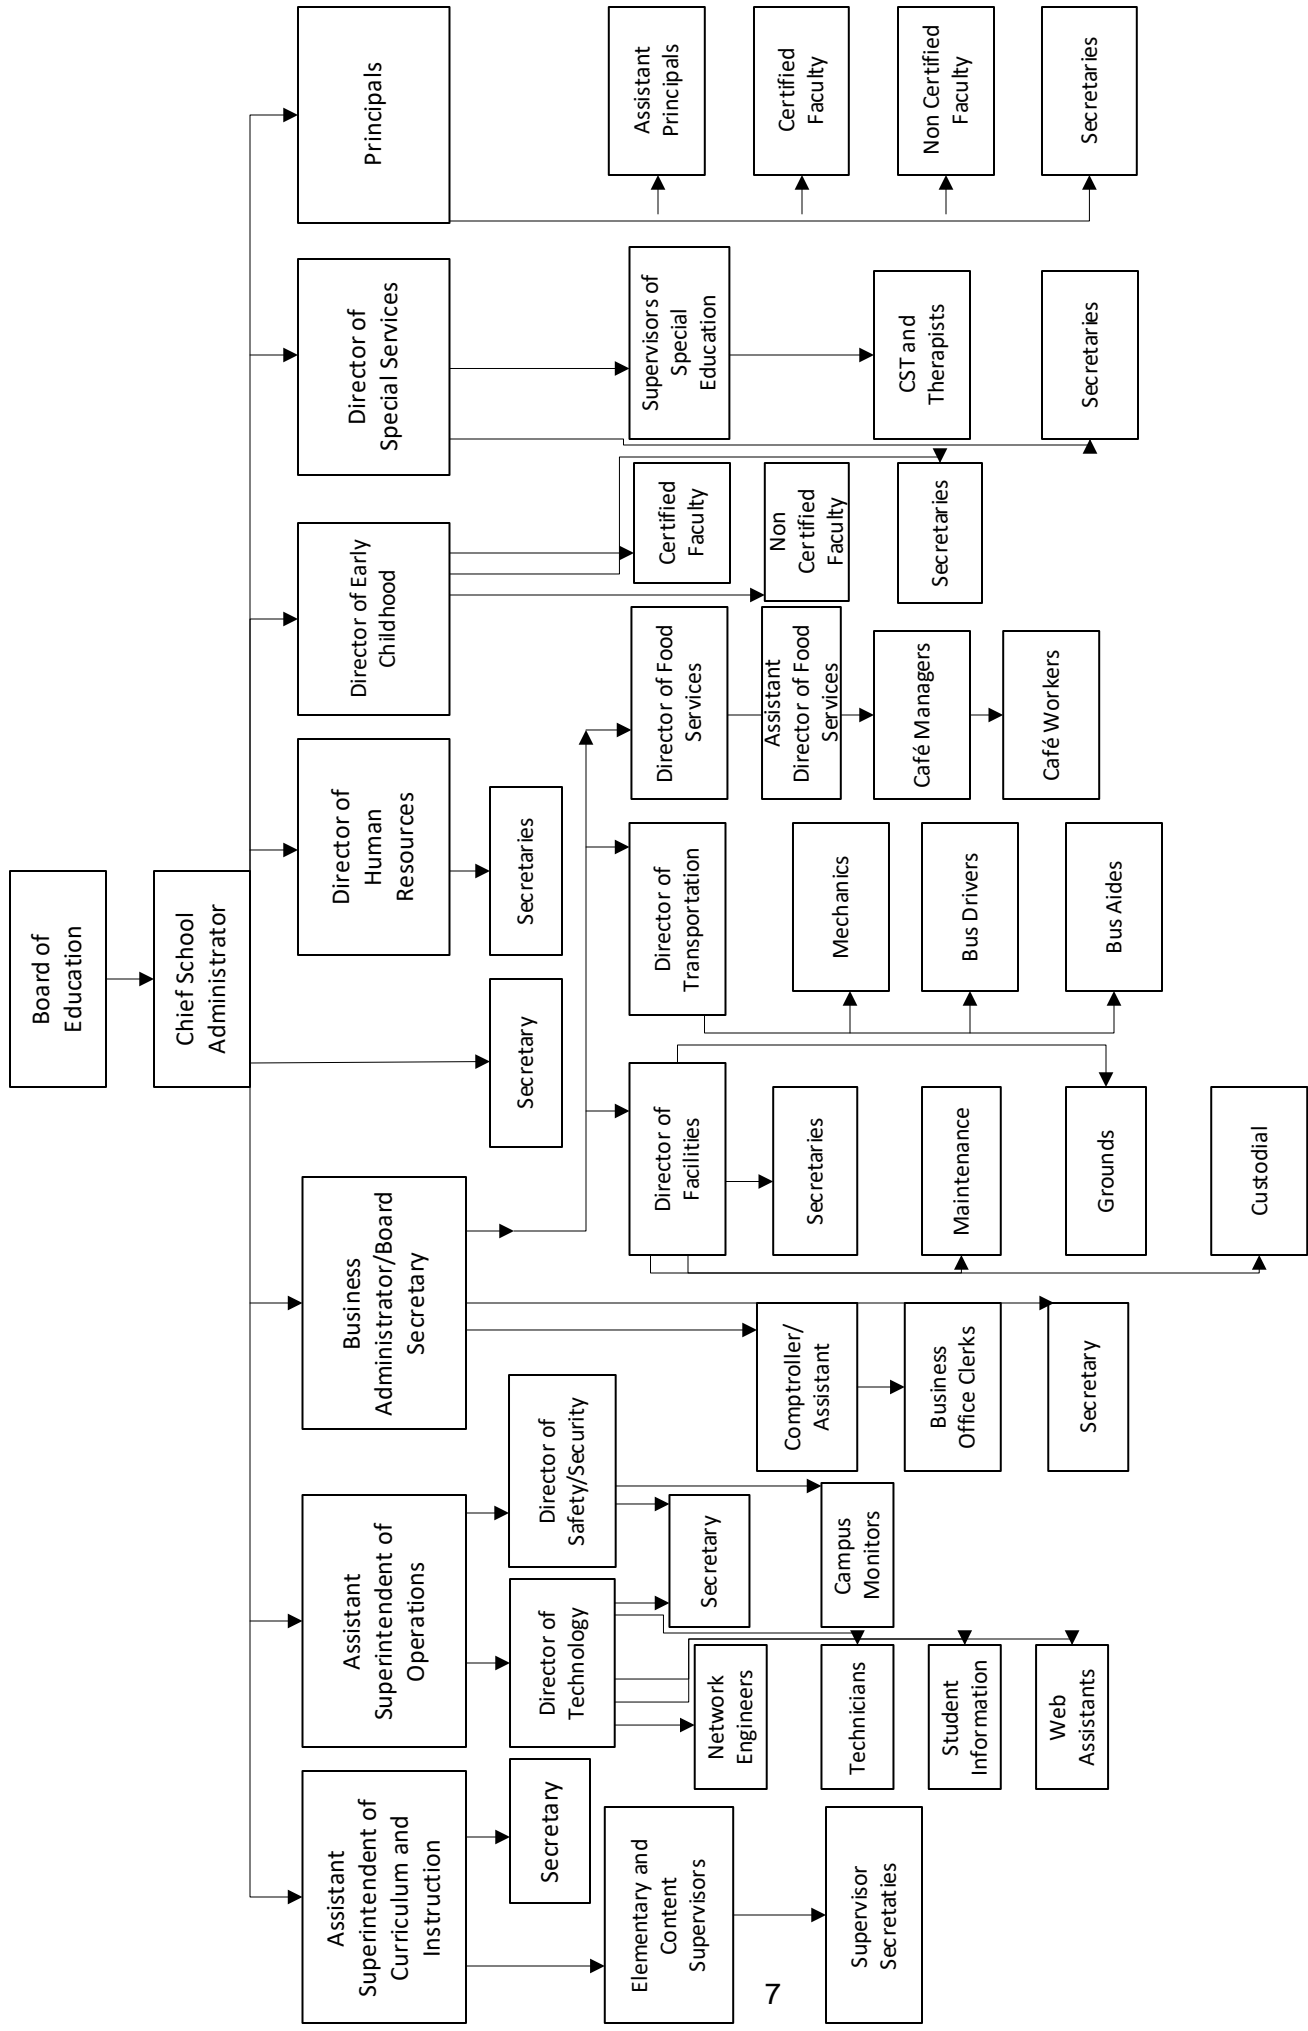 Board of
Education
Chief School
Administrator
Assistant
Superintendent of
Curriculum and
Instruction
Assistant
Superintendent of
Operations
Business
Administrator/Board
Secretary
Secretary
Director of
Human
Resources
Director of Early
Childhood
Director of
Special Services
Principals
Secretary
Elementary and
Content
Supervisors
Supervisor
Secretaties
Director of
Technology
Director of
Safety/Security
Secretary
Campus
Monitors
Network
Engineers
Technicians
Student
Information
Web
Assistants
Comptroller/
Assistant
Business
Office Clerks
Secretary
Director of
Facilities
Secretaries
Maintenance
Grounds
Custodial
Director of
Transportation
Mechanics
Bus Drivers
Bus Aides
Director of Food
Services
Assistant
Director of Food
Services
Café Managers
Café Workers
Secretaries
Certified
Faculty
Non
Certified
Faculty
Secretaries
Supervisors of
Special
Education
CST and
Therapists
Secretaries
Assistant
Principals
Certified
Faculty
Non Certified
Faculty
Secretaries
7